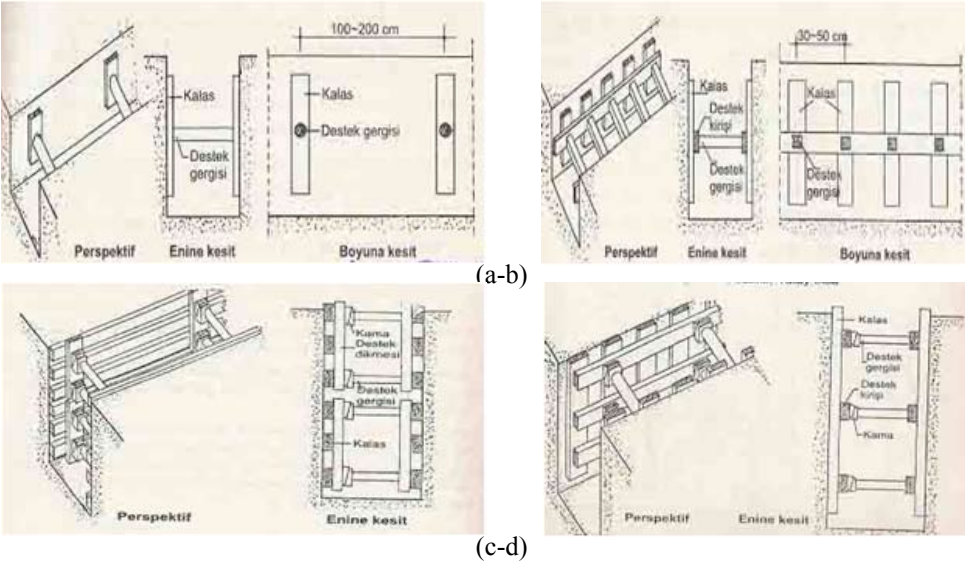 100~200 cm
Kalas
Kalas
Destek gergisi
Destek
gergisi
Perspektif
Enine kesit
Boyuna kesit
30~50 cm
Kalas
Destek
kirişi
Destek
gergisi
Kalas
Destek
gergisi
Perspektif
Enine kesit
Boyuna kesit
(a-b)
Kama
Destek
dikmesi
Destek
gergisi
Kalas
Perspektif
Enine kesit
Kalas
Destek
gergisi
Destek
kirişi
Kama
Perspektif
Enine kesit
(c-d)